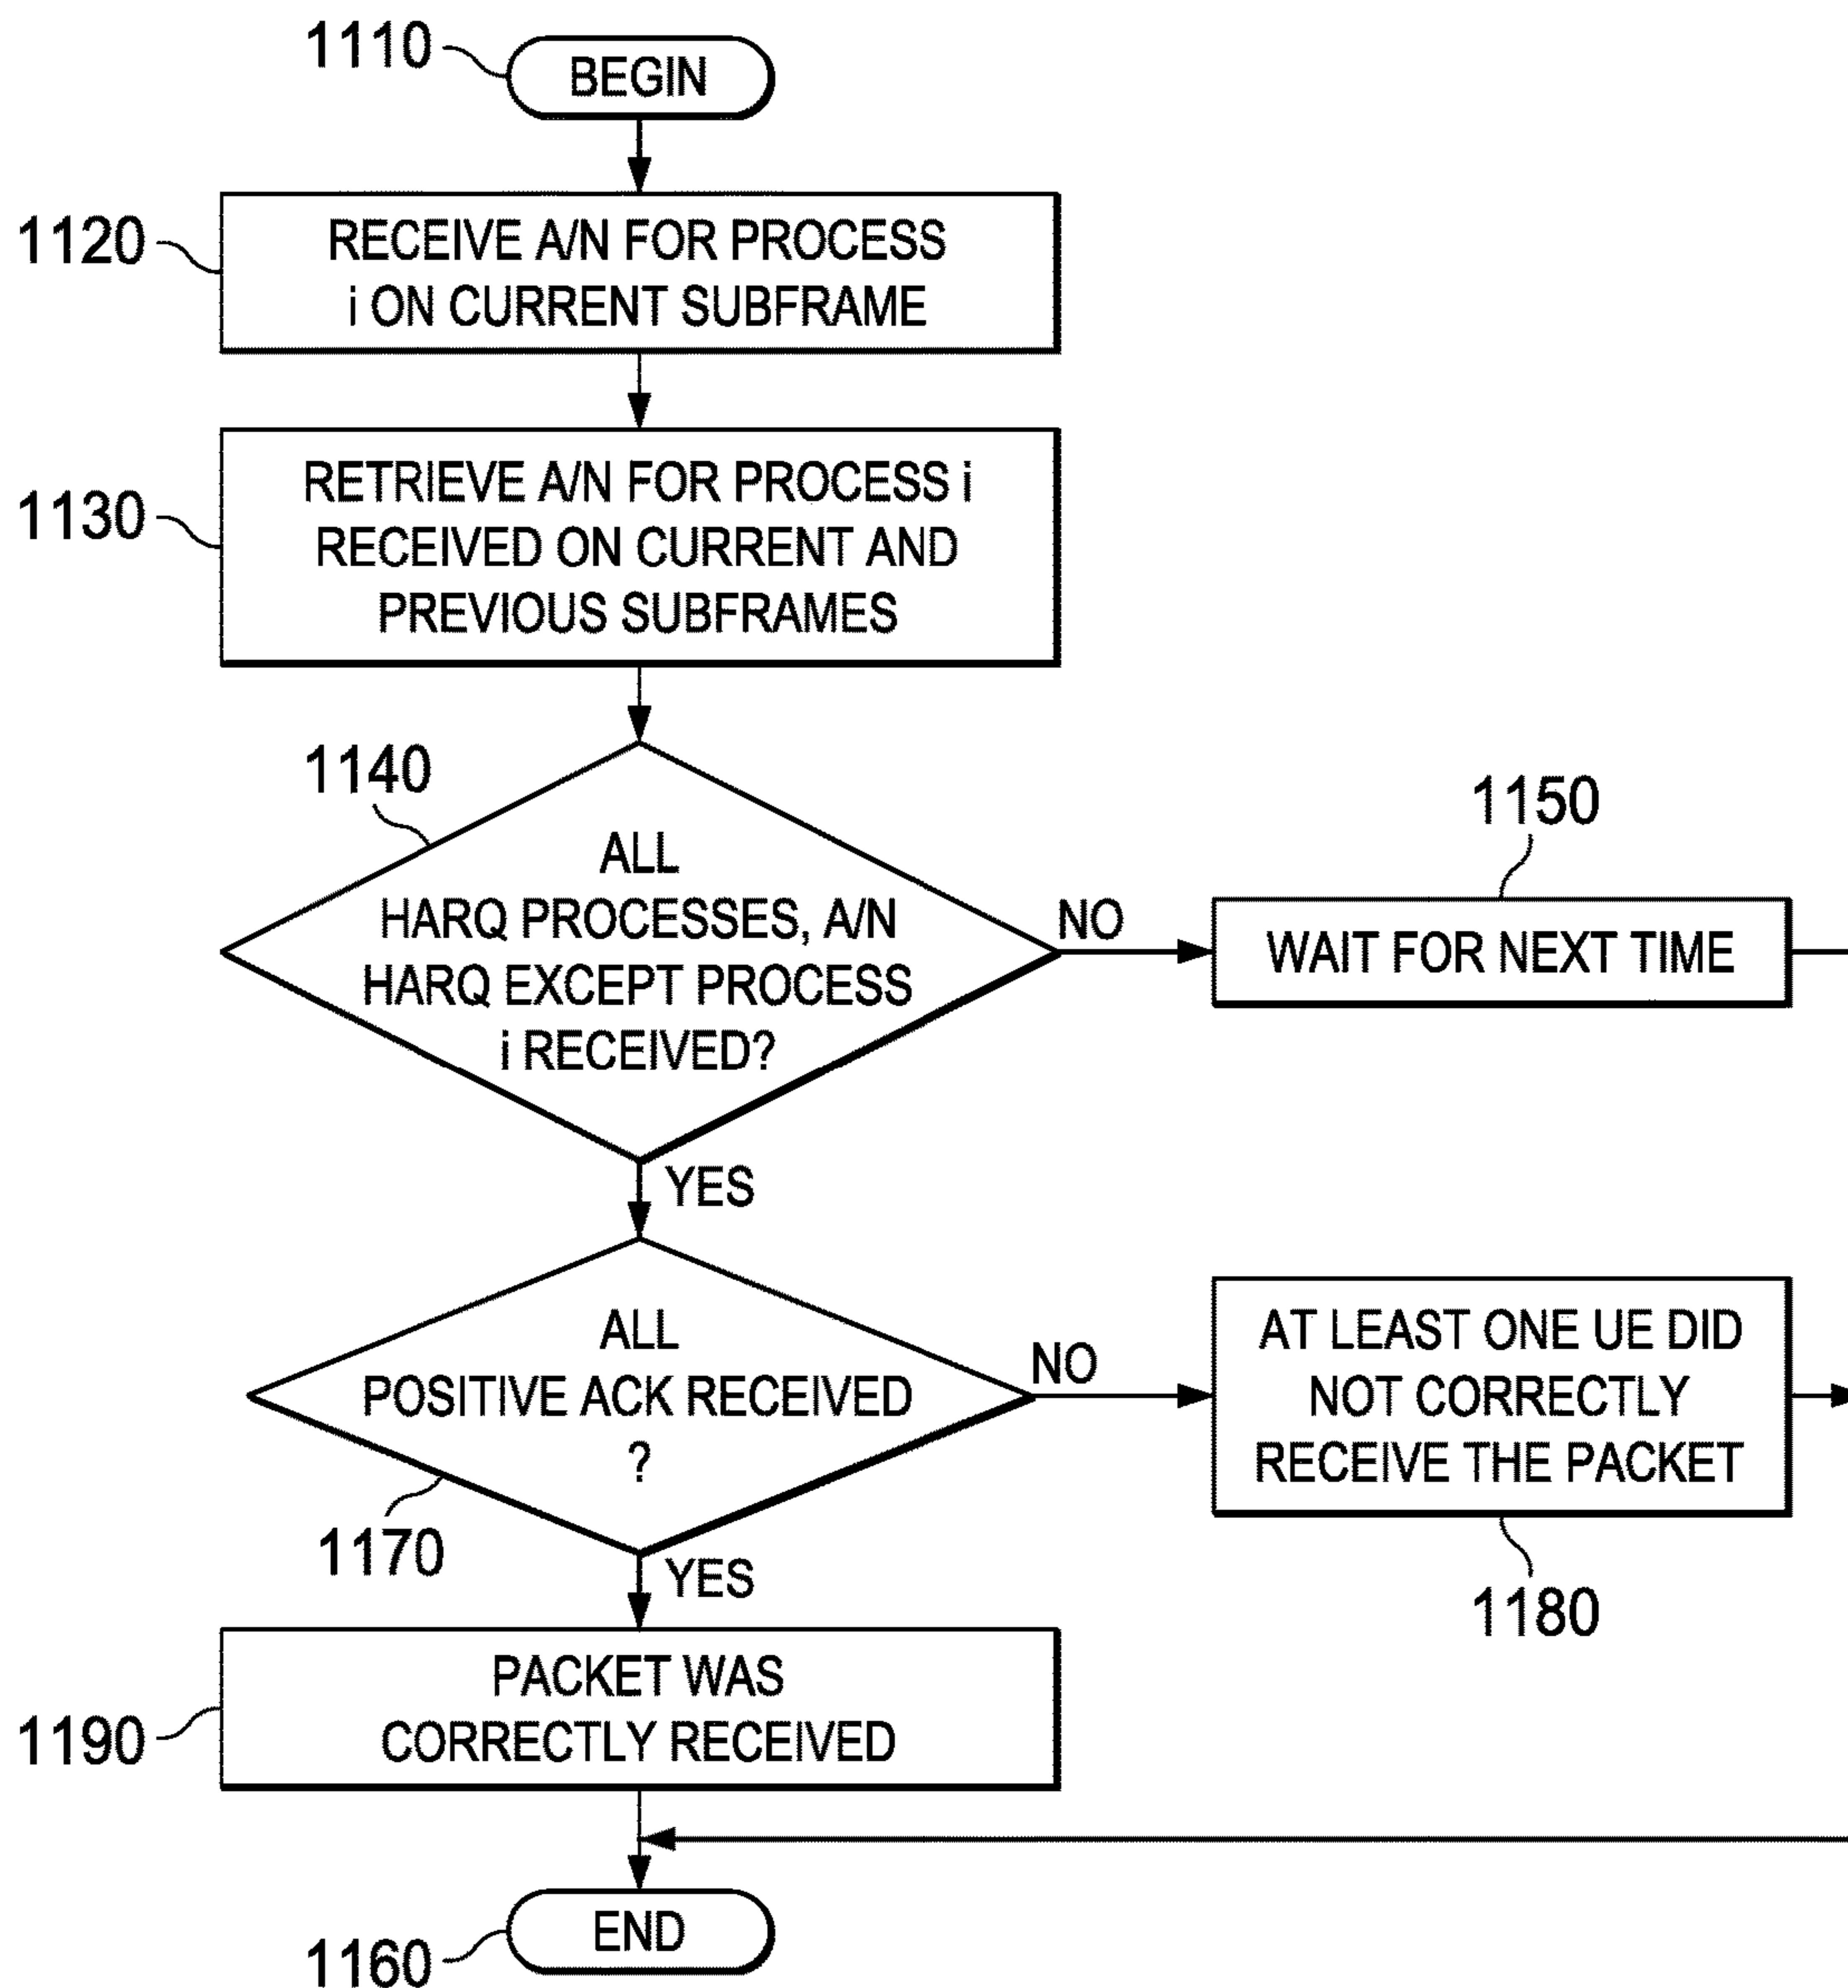 1110
BEGIN
1120
RECEIVE A/N FOR PROCESS
i ON CURRENT SUBFRAME
1130
RETRIEVE A/N FOR PROCESS i
RECEIVED ON CURRENT AND
PREVIOUS SUBFRAMES
1140
ALL
HARQ PROCESSES, A/N
HARQ EXCEPT PROCESS
i RECEIVED?
NO
1150
WAIT FOR NEXT TIME
YES
ALL
POSITIVE ACK RECEIVED
?
1170
NO
AT LEAST ONE UE DID
NOT CORRECTLY
RECEIVE THE PACKET
1180
YES
1190
PACKET WAS
CORRECTLY RECEIVED
END
1160